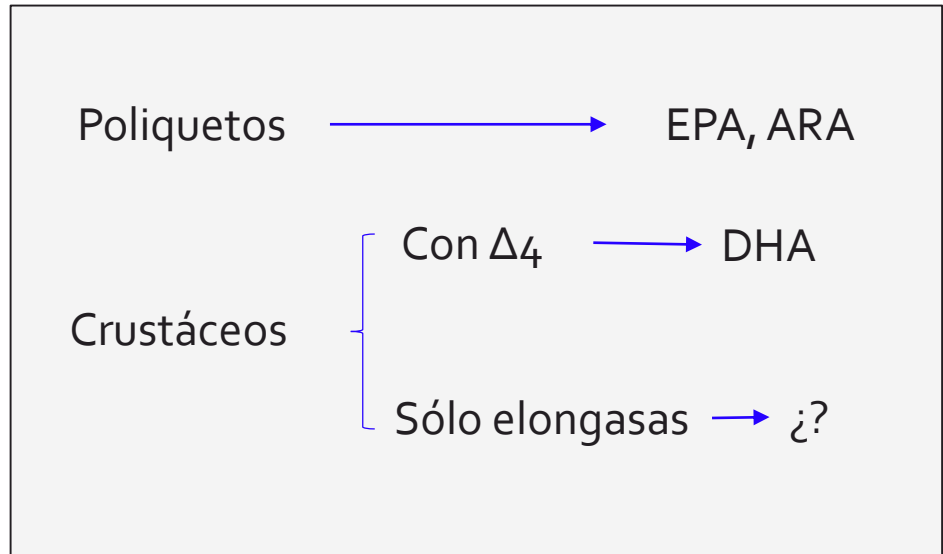 Poliquetos EPA, ARA
Con Δ4 DHA
Crustáceos
Sólo elongasas ¿?